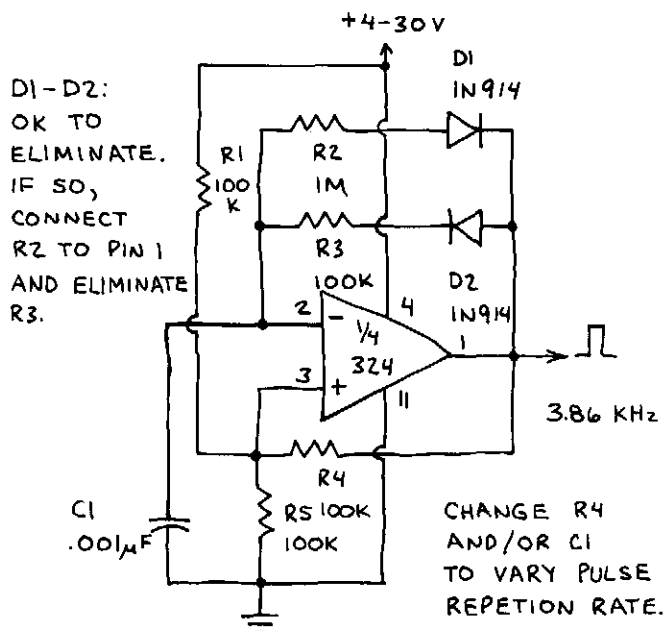 +4-30V
D1-D2:
OK TO
ELIMINATE.
IF SO,
CONNECT
R2 TO PIN 1
AND ELIMINATE
R3.
D1
1N914
R1
100
K
R2
1M
R3
100K
D2
1N914
2
-
4
1/4
324
1
3
+
11
3.86 KHz
R4
100K
R5
100K
C1
.001µF
CHANGE R4
AND/OR C1
TO VARY PULSE
REPETION RATE.